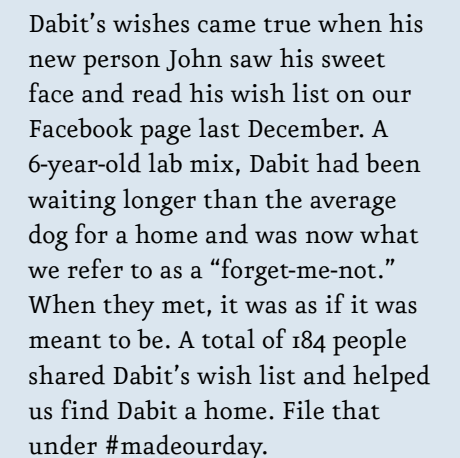 Dabit’s wishes came true when his
new person John saw his sweet
face and read his wish list on our
Facebook page last December. A
6-year-old lab mix, Dabit had been
waiting longer than the average
dog for a home and was now what
we refer to as a “forget-me-not.”
When they met, it was as if it was
meant to be. A total of 184 people
shared Dabit’s wish list and helped
us find Dabit a home. File that
under #madeourday.